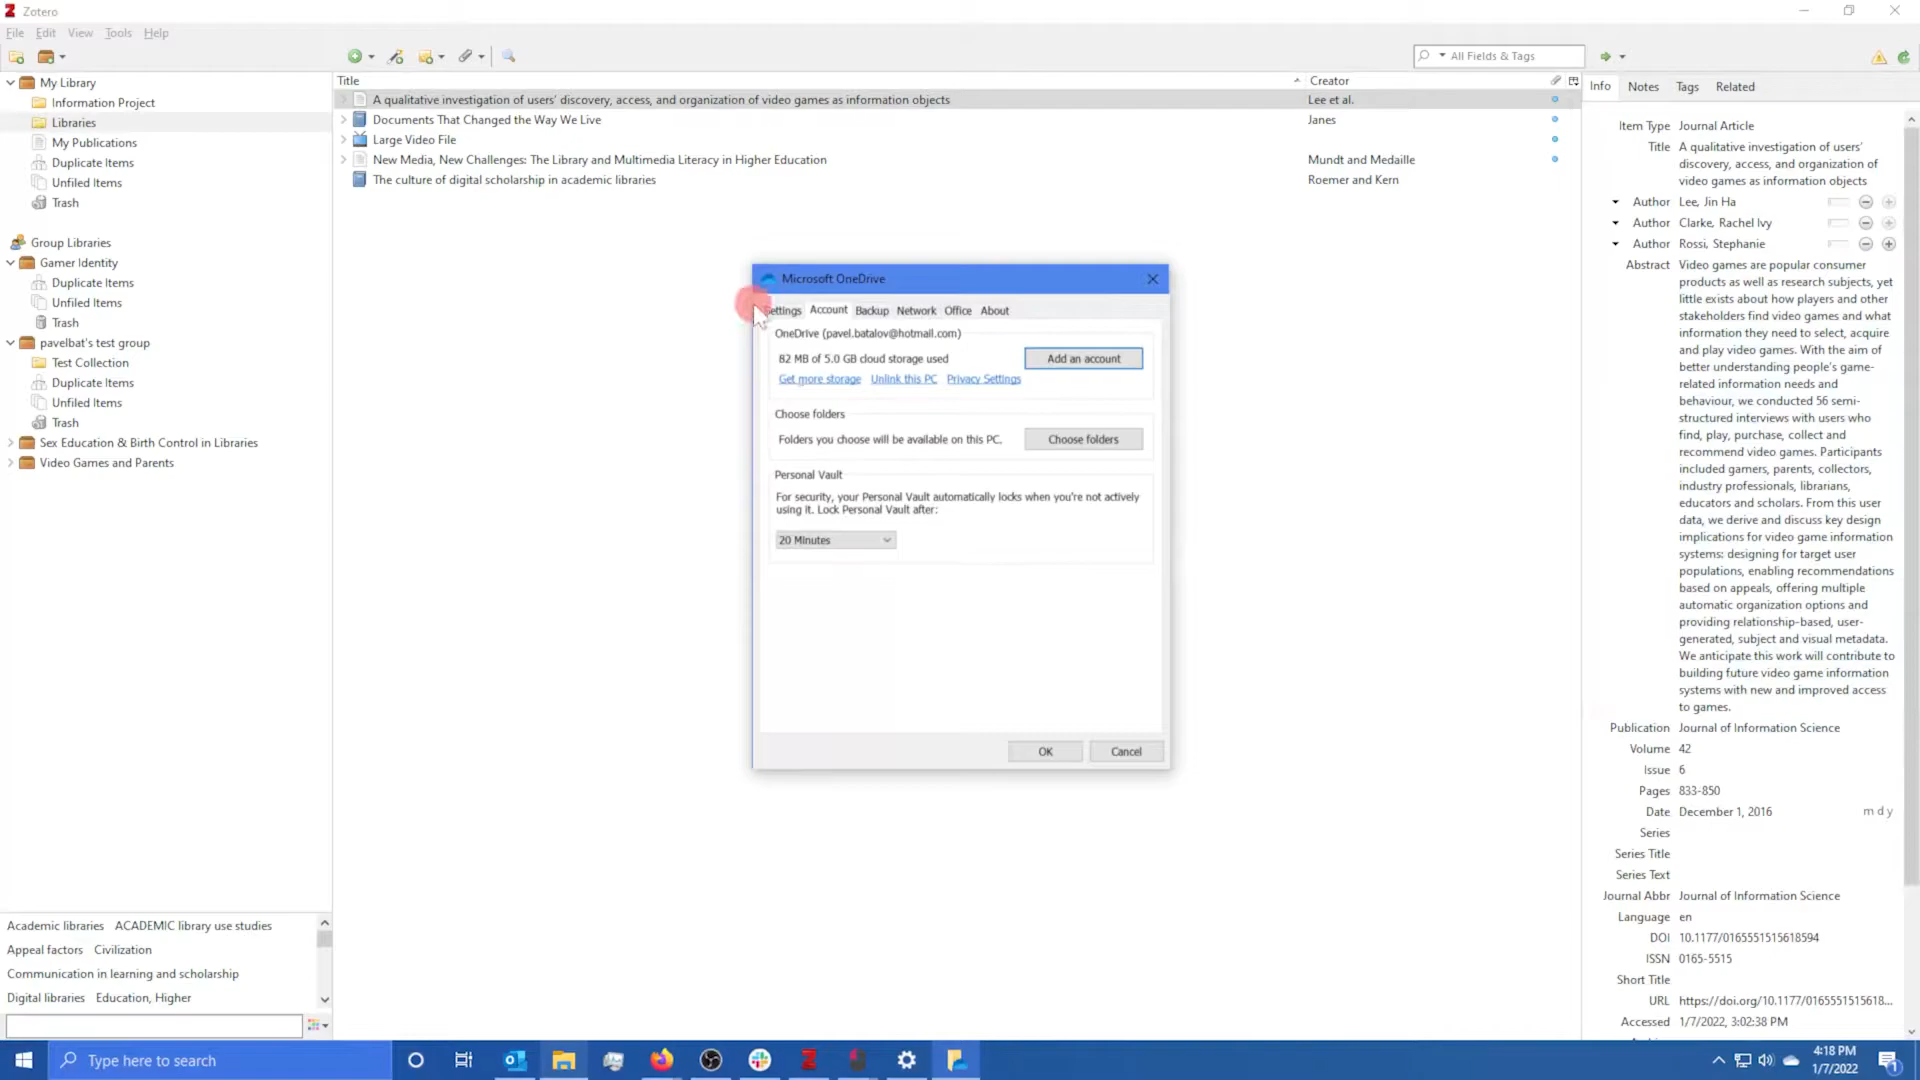 Zotero
File Edit View Tools Help
All Fields & Tags
My Library
Information Project
Libraries
My Publications
Duplicate Items
Unfiled Items
Trash
Group Libraries
Gamer Identity
Duplicate Items
Unfiled Items
Trash
pavelbat's test group
Test Collection
Duplicate Items
Unfiled Items
Trash
Sex Education & Birth Control in Libraries
Video Games and Parents
Academic libraries ACADEMIC library use studies
Appeal factors Civilization
Communication in learning and scholarship
Digital libraries Education, Higher
Title Creator
A qualitative investigation of users' discovery, access, and organization of video games as information objects Lee et al.
Documents That Changed the Way We Live Janes
Large Video File
New Media, New Challenges: The Library and Multimedia Literacy in Higher Education Mundt and Medaille
The culture of digital scholarship in academic libraries Roemer and Kern
Microsoft OneDrive
Settings Account Backup Network Office About
OneDrive (pavel.batalov@hotmail.com)
82 MB of 5.0 GB cloud storage used Add an account
Get more storage Unlink this PC Privacy Settings
Choose folders
Folders you choose will be available on this PC. Choose folders
Personal Vault
For security, your Personal Vault automatically locks when you're not actively
using it. Lock Personal Vault after:
20 Minutes
OK Cancel
Info Notes Tags Related
Item Type Journal Article
Title A qualitative investigation of users'
discovery, access, and organization of
video games as information objects
Author Lee, Jin Ha
Author Clarke, Rachel Ivy
Author Rossi, Stephanie
Abstract Video games are popular consumer
products as well as research subjects, yet
little exists about how players and other
stakeholders find video games and what
information they need to select, acquire
and play video games. With the aim of
better understanding people's game-
related information needs and
behaviour, we conducted 56 semi-
structured interviews with users who
find, play, purchase, collect and
recommend video games. Participants
included gamers, parents, collectors,
industry professionals, librarians,
educators and scholars. From this user
data, we derive and discuss key design
implications for video game information
systems: designing for target user
populations, enabling recommendations
based on appeals, offering multiple
automatic organization options and
providing relationship-based, user-
generated, subject and visual metadata.
We anticipate this work will contribute to
building future video game information
systems with new and improved access
to games.
Publication Journal of Information Science
Volume 42
Issue 6
Pages 833-850
Date December 1, 2016 m d y
Series
Series Title
Series Text
Journal Abbr Journal of Information Science
Language en
DOI 10.1177/0165551515618594
ISSN 0165-5515
Short Title
URL https://doi.org/10.1177/0165551515618...
Accessed 1/7/2022, 3:02:38 PM
Type here to search
4:18 PM
1/7/2022
1